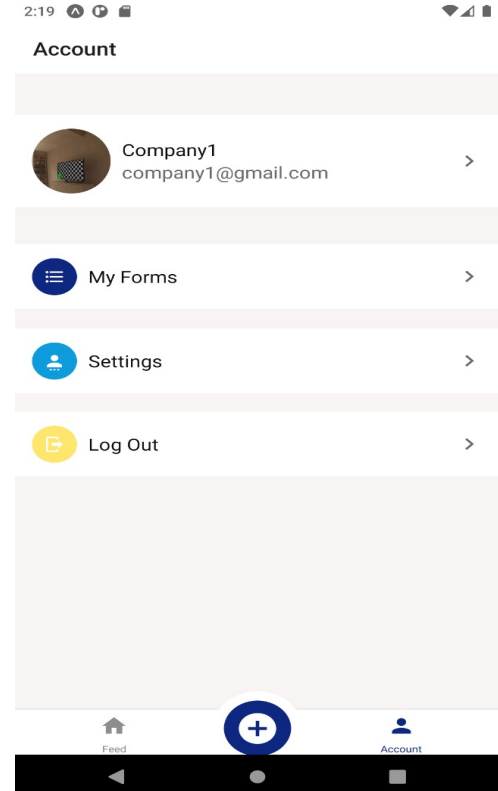 2:19
Account
Company1
company1@gmail.com
My Forms
Settings
Log Out
Feed
Account